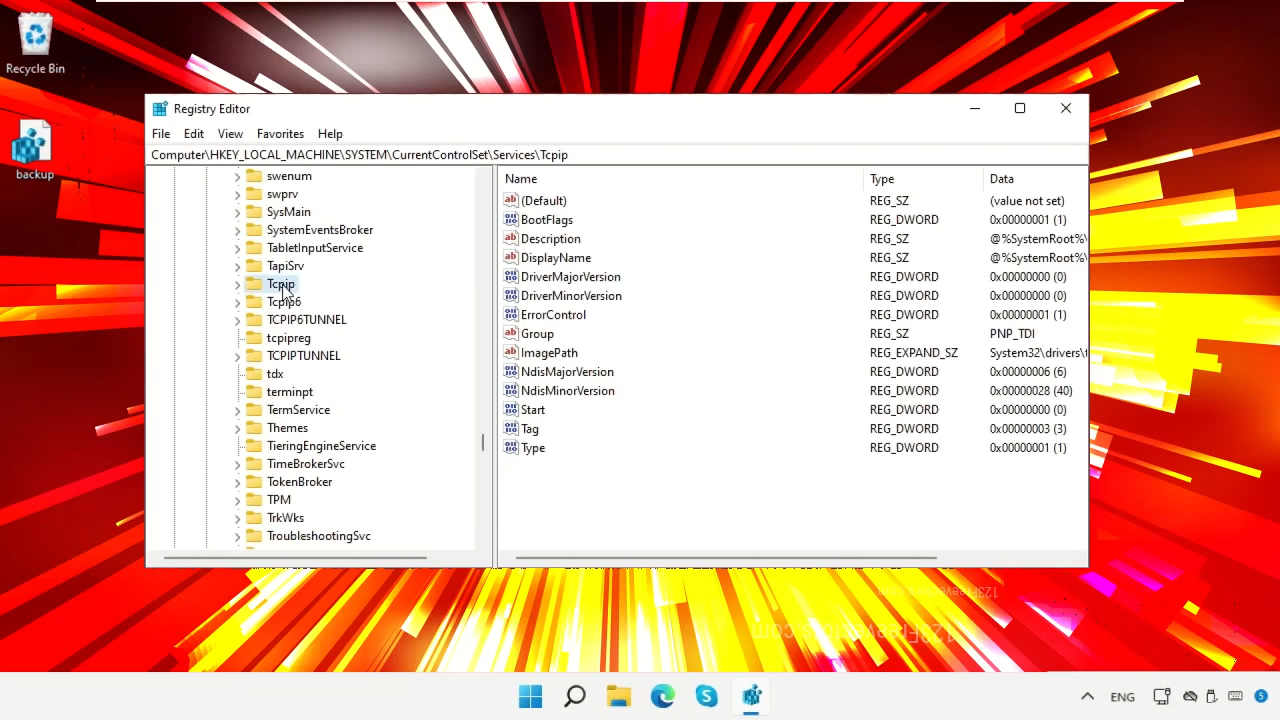 Recycle Bin
backup
Registry Editor
File Edit View Favorites Help
Computer\HKEY_LOCAL_MACHINE\SYSTEM\CurrentControlSet\Services\Tcpip
swenum
swprv
SysMain
SystemEventsBroker
TabletInputService
TapiSrv
Tcpip
Tcpip6
TCPIP6TUNNEL
tcpipreg
TCPIPTUNNEL
tdx
terminpt
TermService
Themes
TieringEngineService
TimeBrokerSvc
TokenBroker
TPM
TrkWks
TroubleshootingSvc
Name Type Data
(Default) REG_SZ (value not set)
BootFlags REG_DWORD 0x00000001 (1)
Description REG_SZ @%SystemRoot%\
DisplayName REG_SZ @%SystemRoot%\
DriverMajorVersion REG_DWORD 0x00000000 (0)
DriverMinorVersion REG_DWORD 0x00000000 (0)
ErrorControl REG_DWORD 0x00000001 (1)
Group REG_SZ PNP_TDI
ImagePath REG_EXPAND_SZ System32\drivers\t
NdisMajorVersion REG_DWORD 0x00000006 (6)
NdisMinorVersion REG_DWORD 0x00000028 (40)
Start REG_DWORD 0x00000000 (0)
Tag REG_DWORD 0x00000003 (3)
Type REG_DWORD 0x00000001 (1)
ENG
5